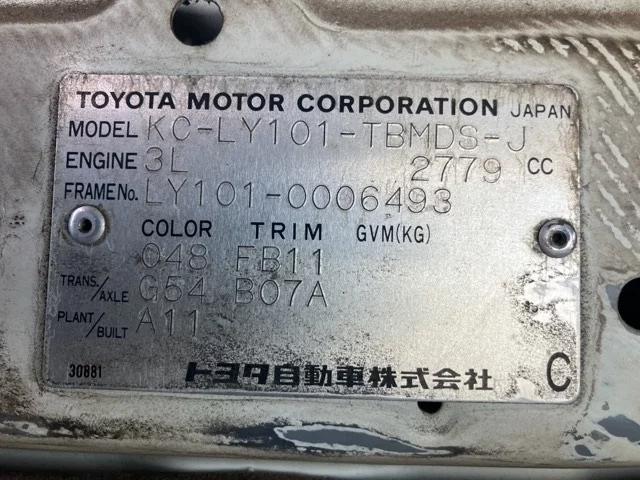 TOYOTA MOTOR CORPORATION JAPAN
MODEL KC-LY101-TBMDS-J
ENGINE 3L 2779 CC
FRAME No. LY101-0006493
COLOR TRIM GVM(KG)
048 FB11
TRANS./AXLE G54 B07A
PLANT/BUILT A11
30881 トヨタ自動車株式会社 C